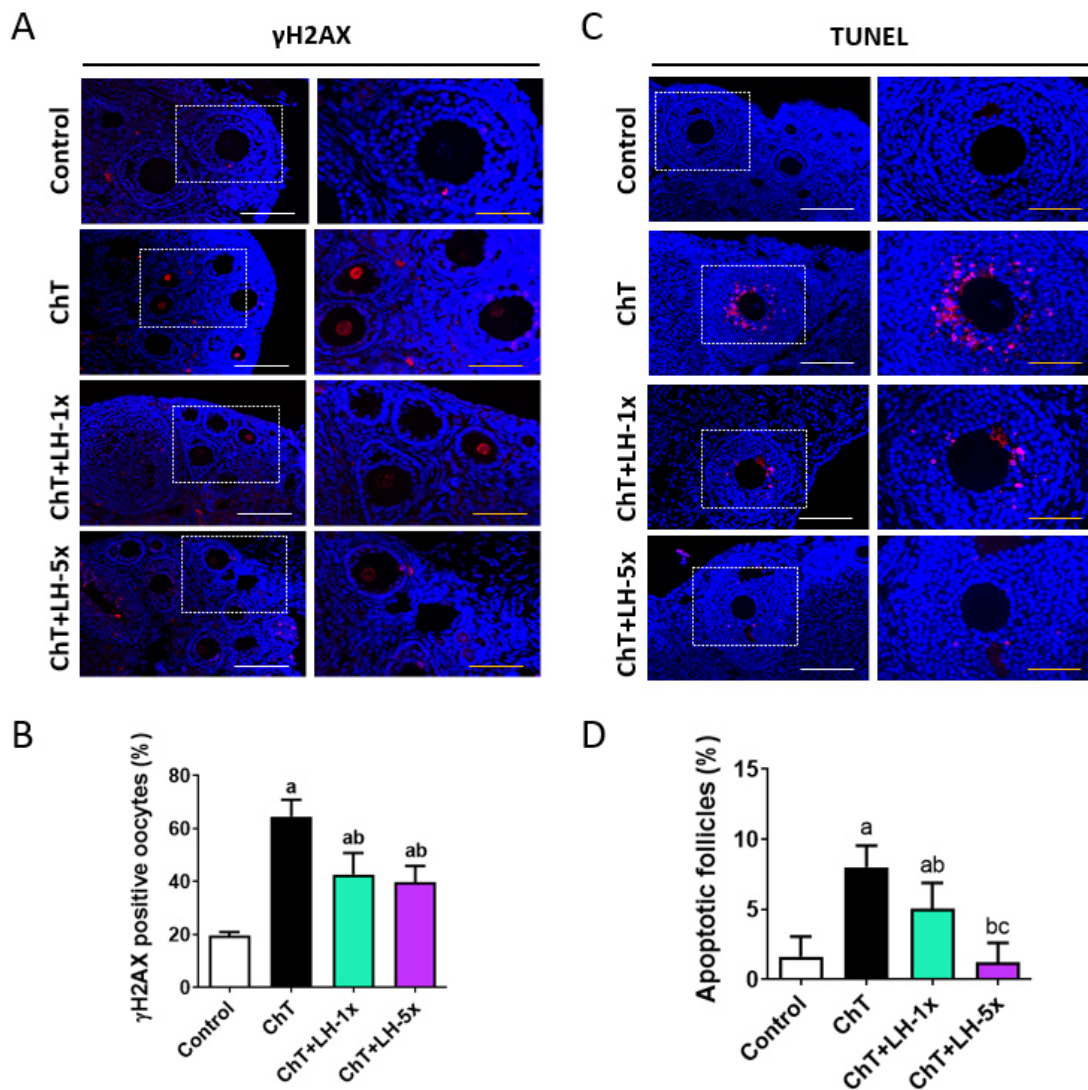 A
γH2AX
Control
ChT
ChT+LH-1x
ChT+LH-5x
C
TUNEL
Control
ChT
ChT+LH-1x
ChT+LH-5x
B
γH2AX positive oocytes (%)
80
60
40
20
0
a
ab
ab
Control
ChT
ChT+LH-1x
ChT+LH-5x
D
Apoptotic follicles (%)
15
10
5
0
a
ab
bc
Control
ChT
ChT+LH-1x
ChT+LH-5x